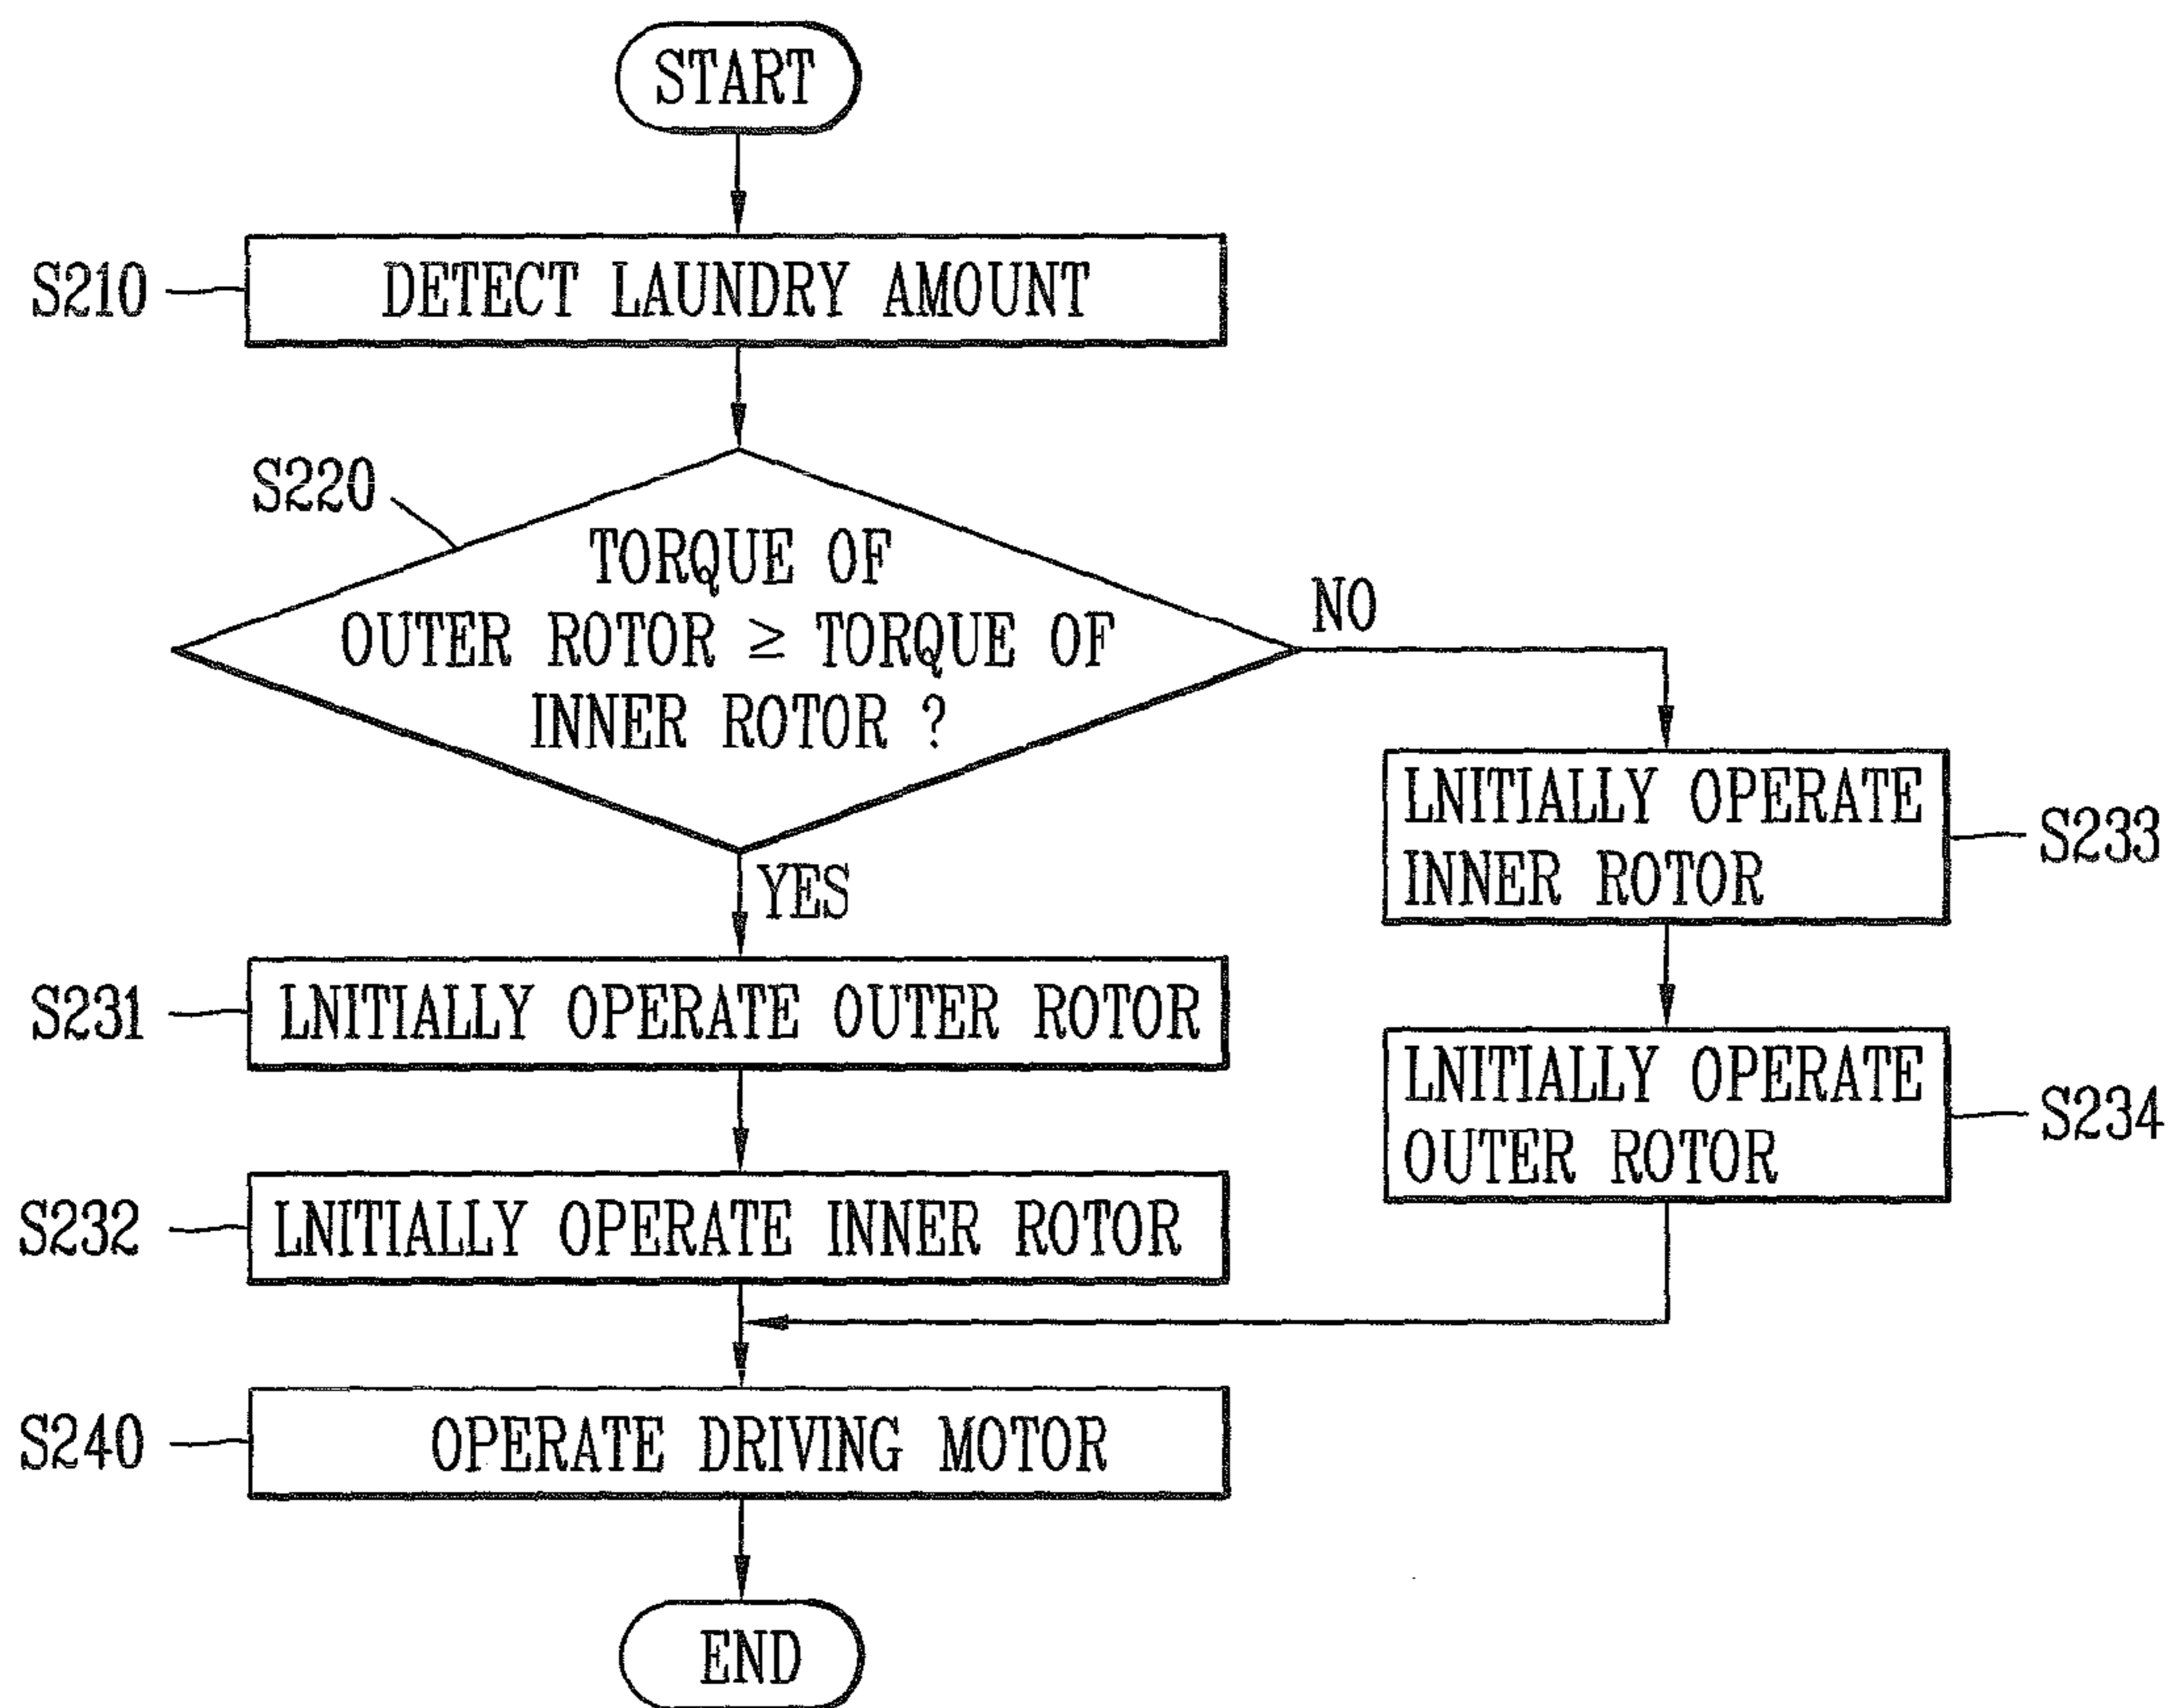 START
S210
DETECT LAUNDRY AMOUNT
S220
TORQUE OF
OUTER ROTOR ≥ TORQUE OF
INNER ROTOR ?
NO
YES
LNITIALLY OPERATE
INNER ROTOR
S233
S231
LNITIALLY OPERATE OUTER ROTOR
LNITIALLY OPERATE
OUTER ROTOR
S234
S232
LNITIALLY OPERATE INNER ROTOR
S240
OPERATE DRIVING MOTOR
END